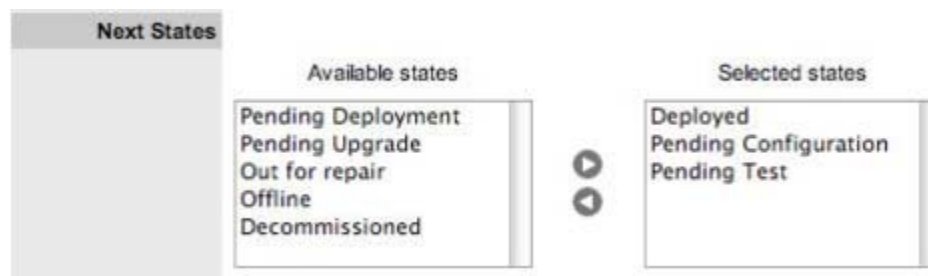 Next States
Available states
Pending Deployment
Pending Upgrade
Out for repair
Offline
Decommissioned
Selected states
Deployed
Pending Configuration
Pending Test